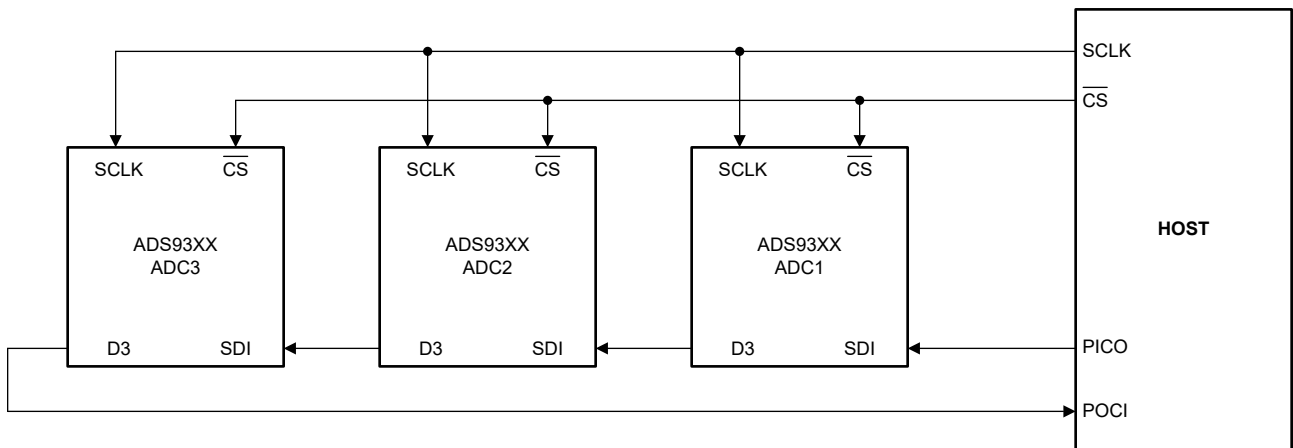 SCLK
CS
HOST
PICO
POCI
SCLK CS
ADS93XX
ADC3
D3 SDI
SCLK CS
ADS93XX
ADC2
D3 SDI
SCLK CS
ADS93XX
ADC1
D3 SDI